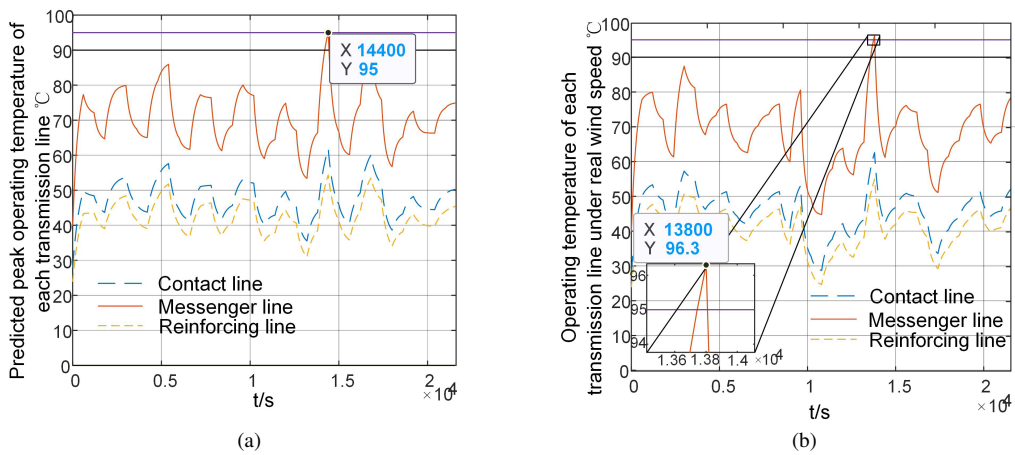 Predicted peak operating temperature of
each transmission line ℃
100
90
80
70
60
50
40
30
20
10
0
X 14400
Y 95
Contact line
Messenger line
Reinforcing line
0
0.5
1
1.5
2
×10⁴
t/s
(a)
Operating temperature of each
transmission line under real wind speed ℃
100
90
80
70
60
50
40
30
20
10
0
X 13800
Y 96.3
96
95
94
1.36 1.38 1.4 ×10⁴
Contact line
Messenger line
Reinforcing line
0
0.5
1
1.5
2
×10⁴
t/s
(b)